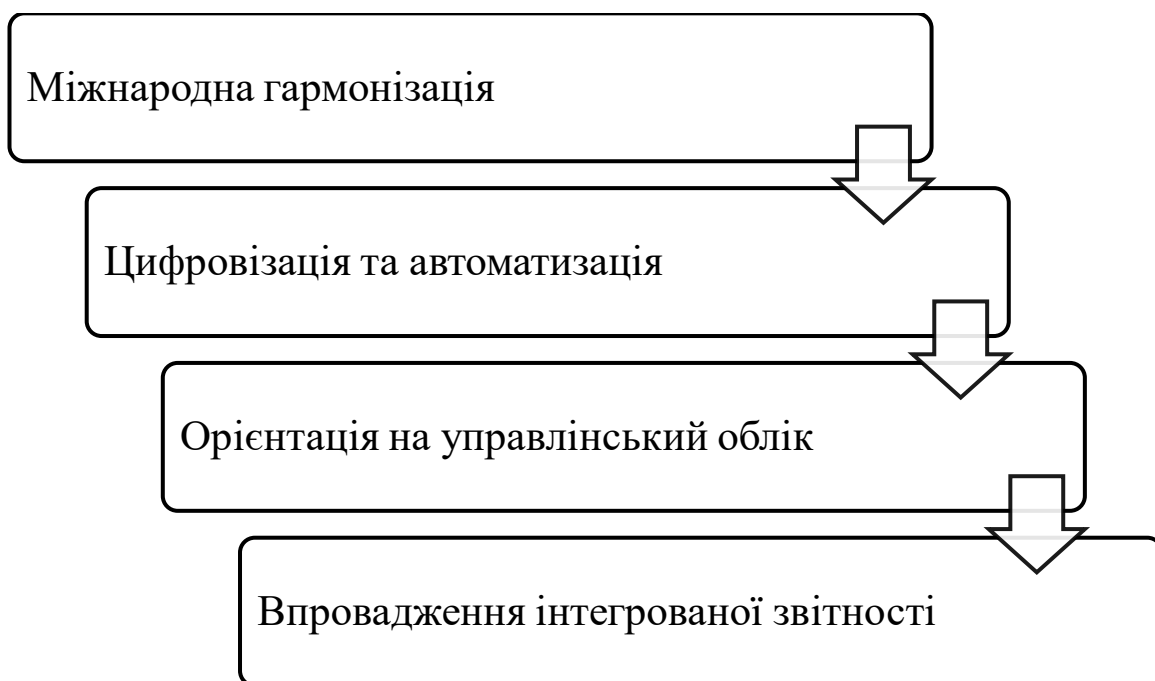 Міжнародна гармонізація
Цифровізація та автоматизація
Орієнтація на управлінський облік
Впровадження інтегрованої звітності